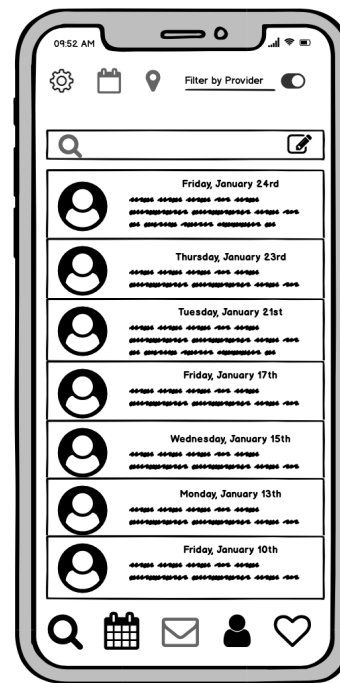 09:52 AM
Filter by Provider
Friday, January 24rd
Thursday, January 23rd
Tuesday, January 21st
Friday, January 17th
Wednesday, January 15th
Monday, January 13th
Friday, January 10th